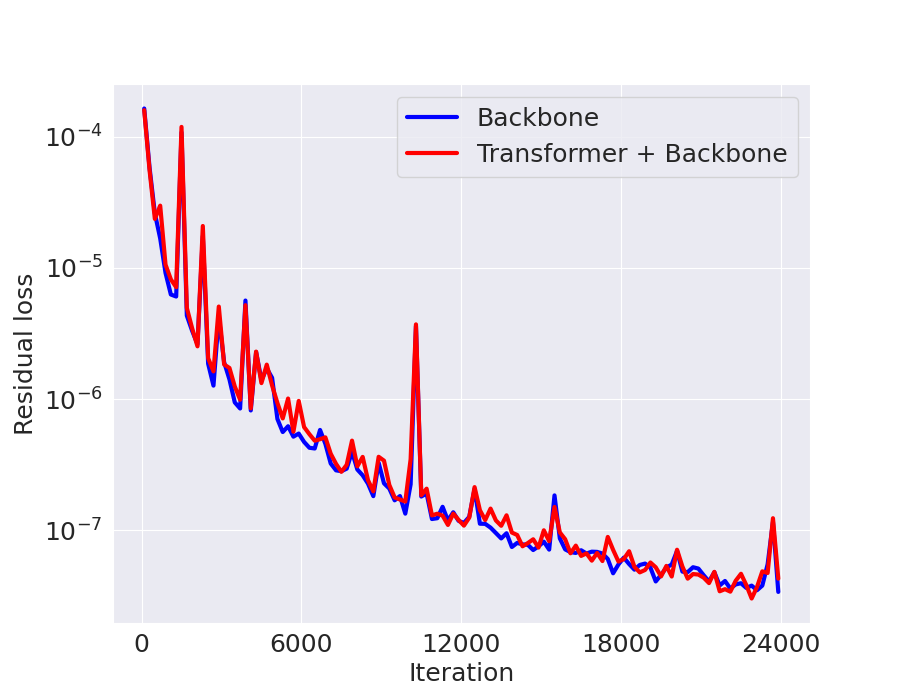 Backbone
Transformer + Backbone
Residual loss
10⁻⁴
10⁻⁵
10⁻⁶
10⁻⁷
0 6000 12000 18000 24000
Iteration